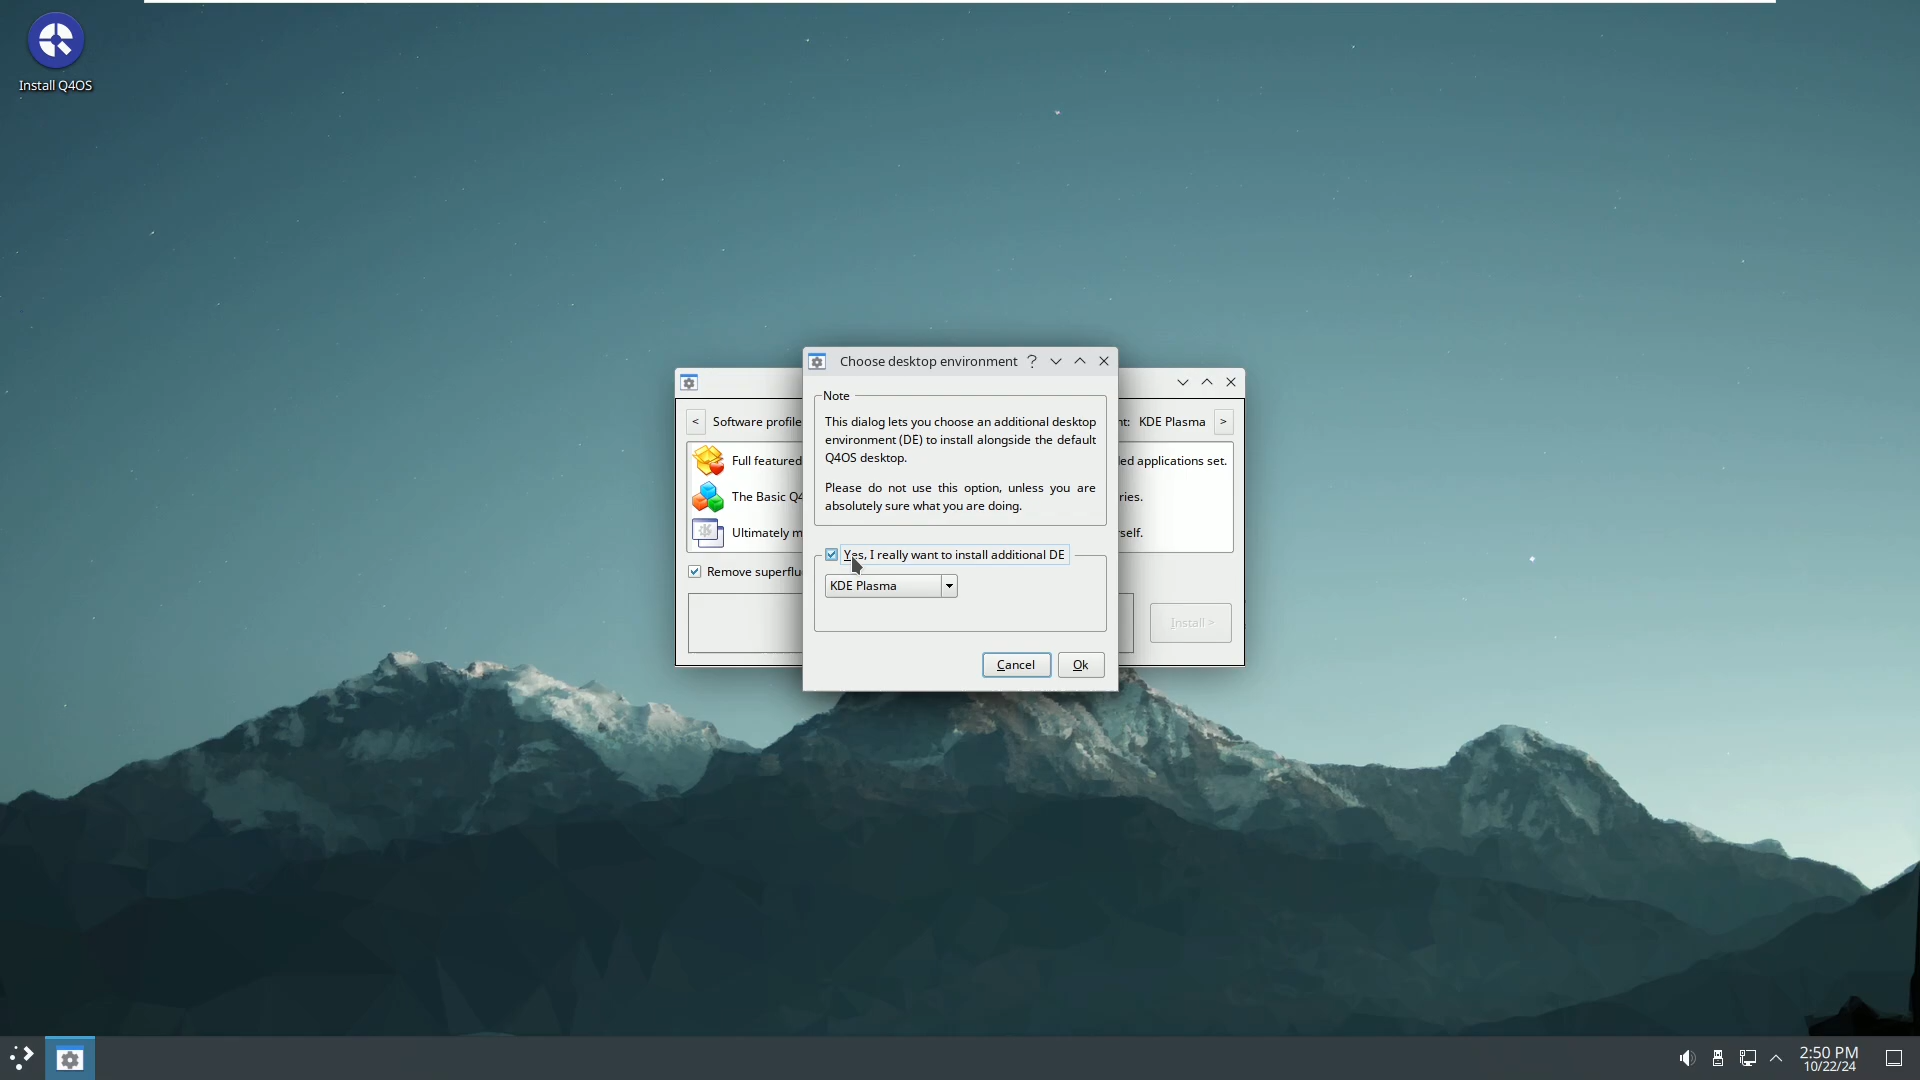 Install Q4OS
Choose desktop environment
Note
This dialog lets you choose an additional desktop
environment (DE) to install alongside the default
Q4OS desktop.
Please do not use this option, unless you are
absolutely sure what you are doing.
Yes, I really want to install additional DE
KDE Plasma
Cancel
Ok
< Software profile
KDE Plasma >
Full featured
applications set.
The Basic Q4
Ultimately m
Remove superflu
Install >
2:50 PM
10/22/24